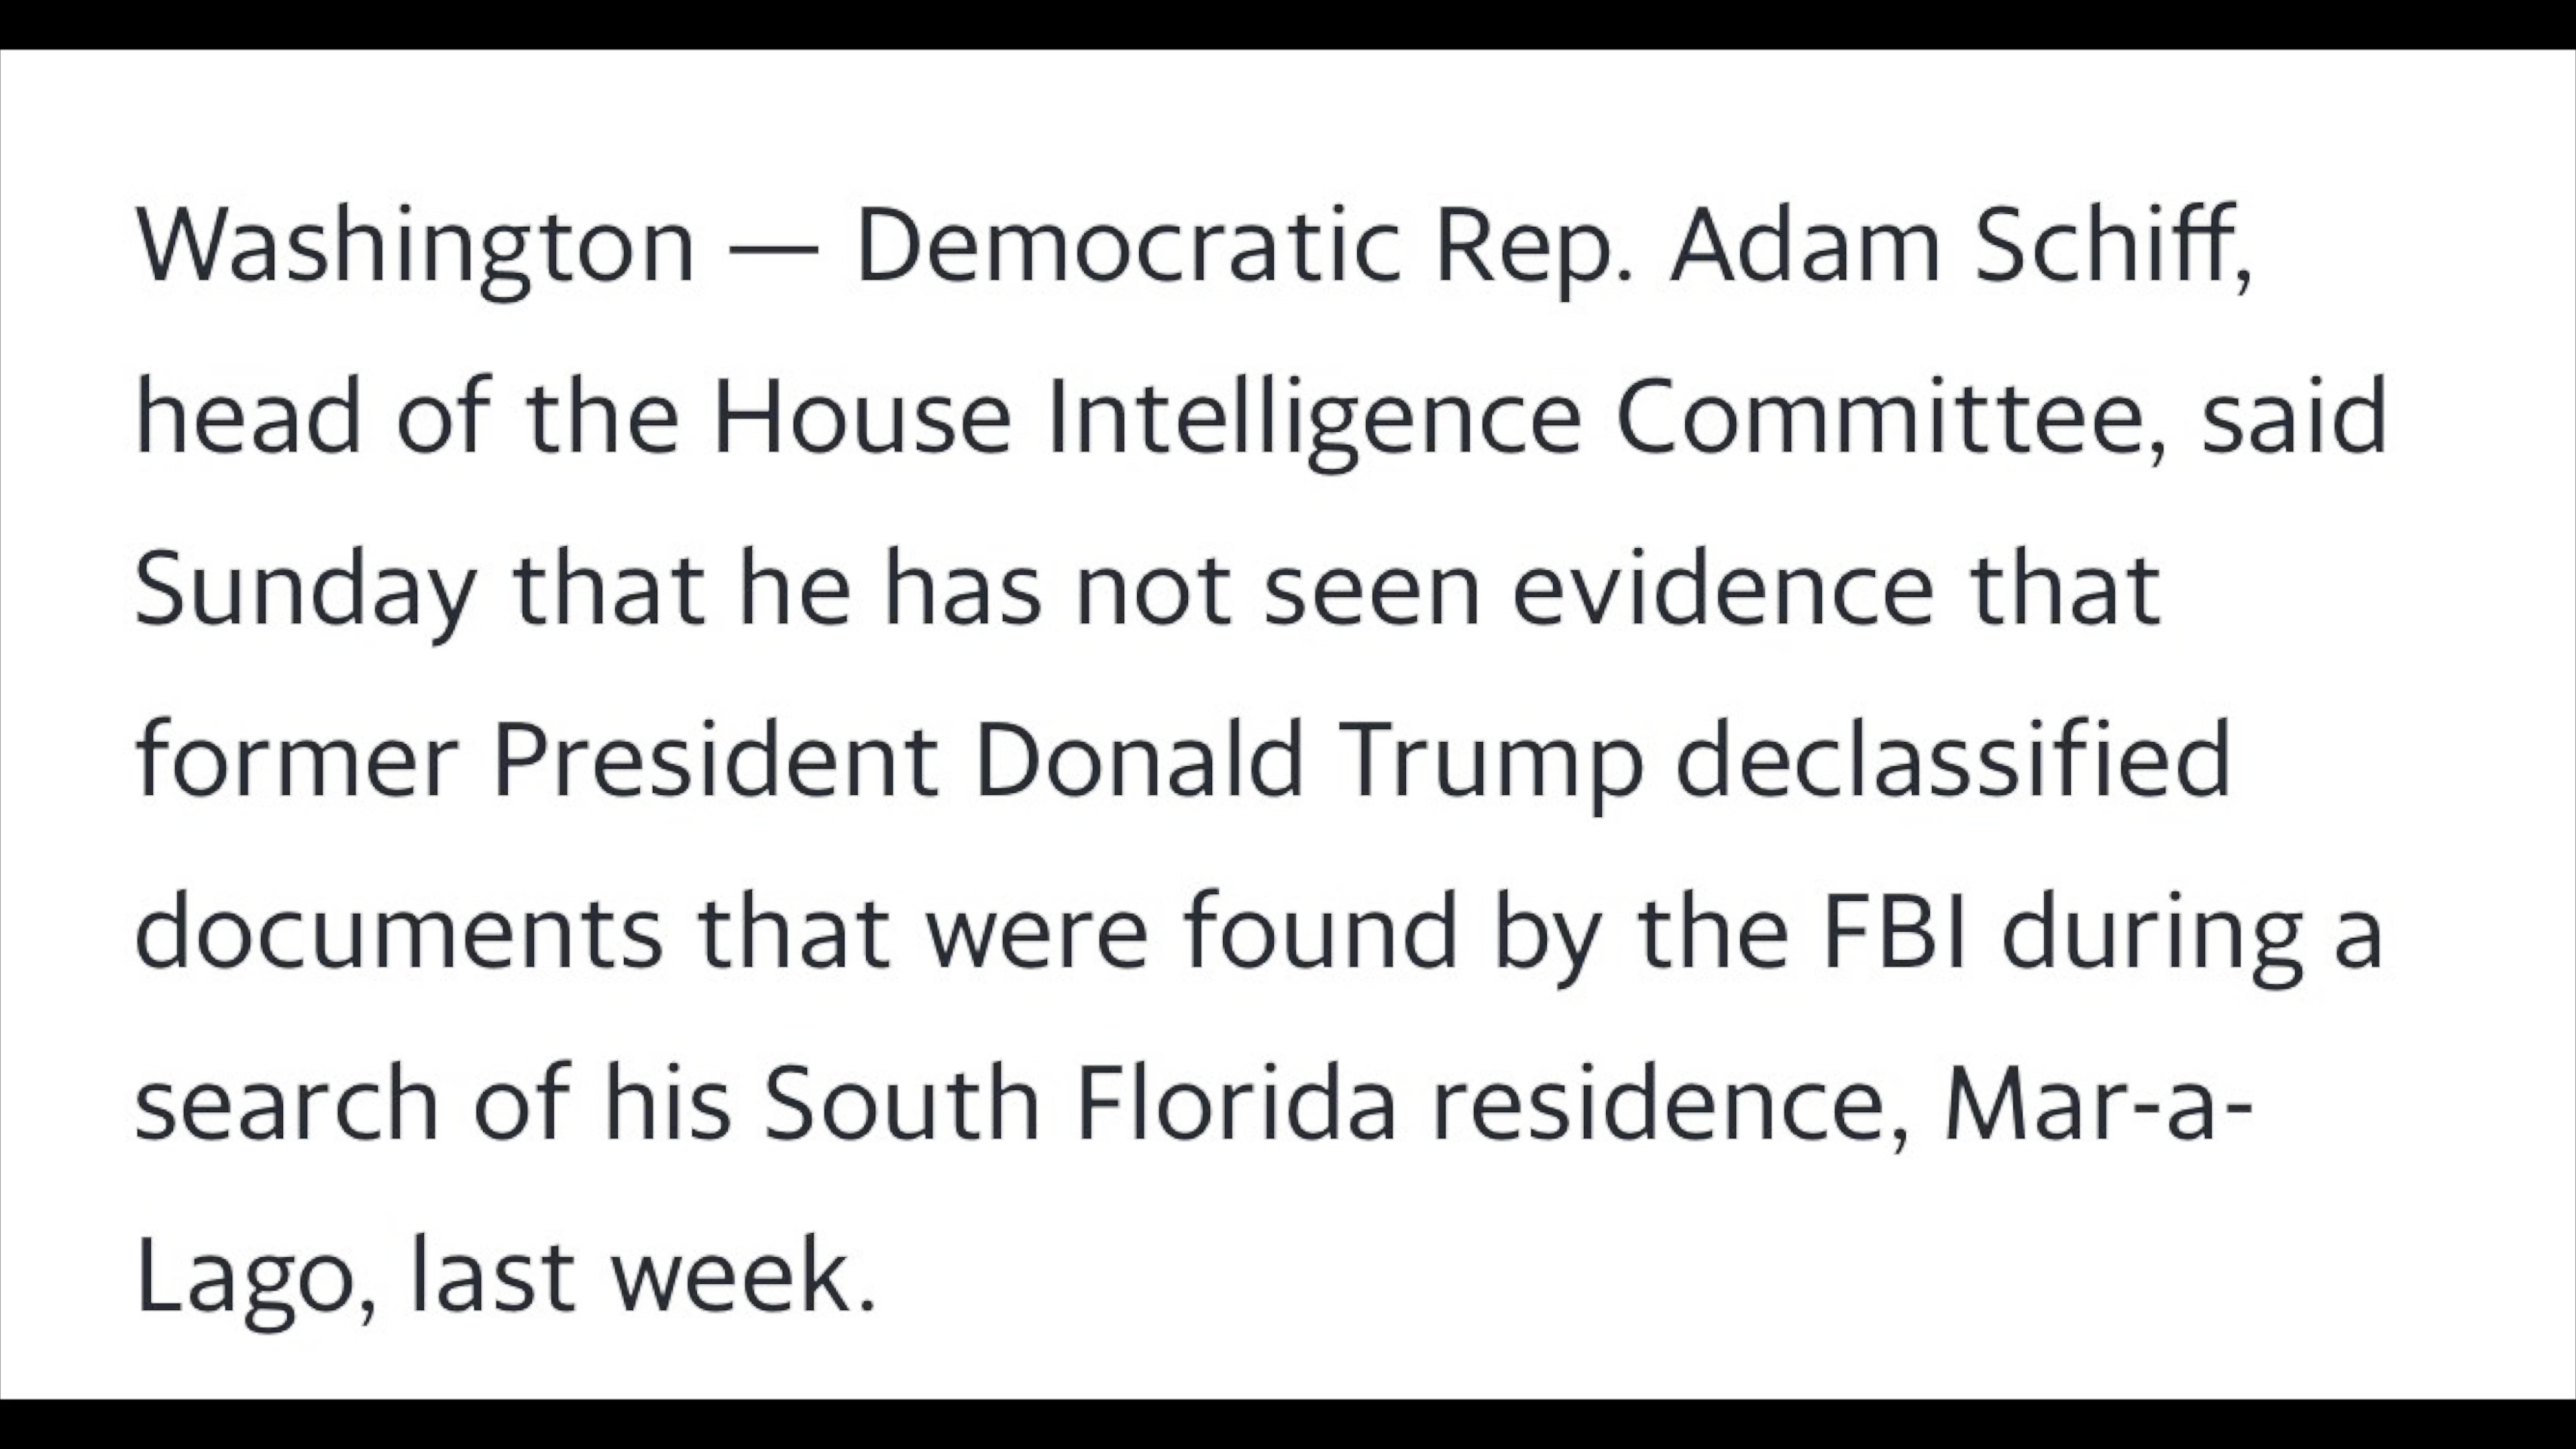 Washington — Democratic Rep. Adam Schiff,
head of the House Intelligence Committee, said
Sunday that he has not seen evidence that
former President Donald Trump declassified
documents that were found by the FBI during a
search of his South Florida residence, Mar-a-
Lago, last week.